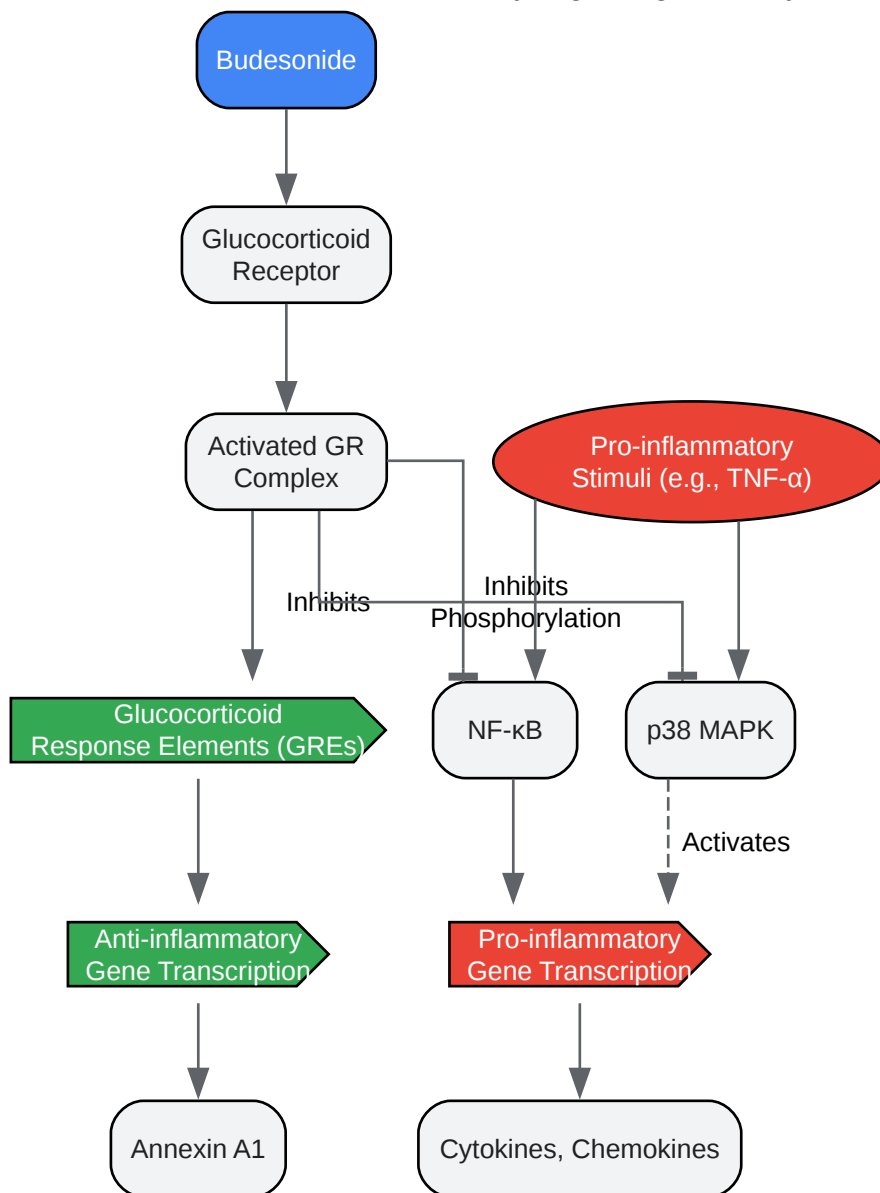 Budesonide
Glucocorticoid
Receptor
Activated GR
Complex
Pro-inflammatory
Stimuli (e.g., TNF-α)
Inhibits
Inhibits
Phosphorylation
Glucocorticoid
Response Elements (GREs)
NF-κB
p38 MAPK
Activates
Anti-inflammatory
Gene Transcription
Pro-inflammatory
Gene Transcription
Annexin A1
Cytokines, Chemokines